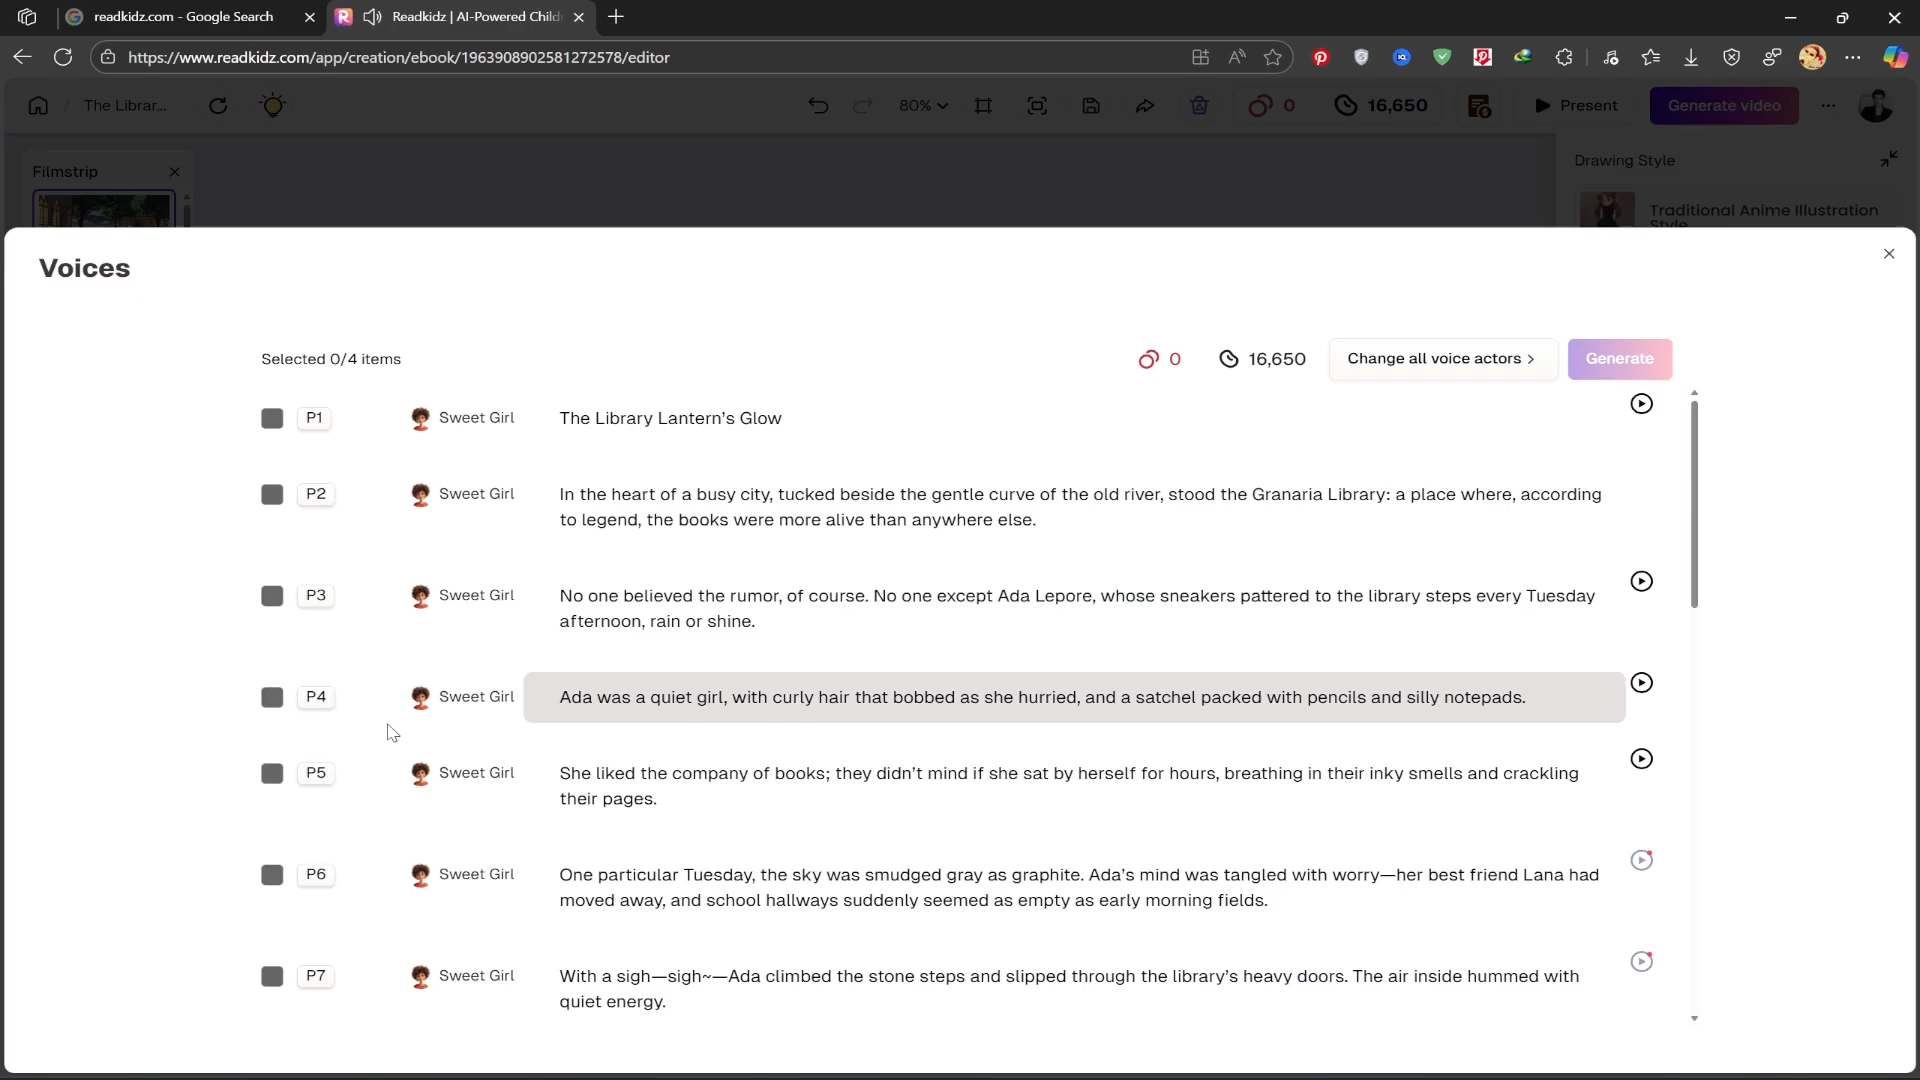 readkidz.com - Google Search
Readkidz | AI-Powered Child
https://www.readkidz.com/app/creation/ebook/1963908902581272578/editor
The Librar...
80%
0
16,650
Present
Generate video
Filmstrip
Drawing Style
Traditional Anime Illustration
Style
Voices
Selected 0/4 items
0
16,650
Change all voice actors >
Generate
P1
Sweet Girl
The Library Lantern’s Glow
P2
Sweet Girl
In the heart of a busy city, tucked beside the gentle curve of the old river, stood the Granaria Library: a place where, according
to legend, the books were more alive than anywhere else.
P3
Sweet Girl
No one believed the rumor, of course. No one except Ada Lepore, whose sneakers pattered to the library steps every Tuesday
afternoon, rain or shine.
P4
Sweet Girl
Ada was a quiet girl, with curly hair that bobbed as she hurried, and a satchel packed with pencils and silly notepads.
P5
Sweet Girl
She liked the company of books; they didn’t mind if she sat by herself for hours, breathing in their inky smells and crackling
their pages.
P6
Sweet Girl
One particular Tuesday, the sky was smudged gray as graphite. Ada’s mind was tangled with worry—her best friend Lana had
moved away, and school hallways suddenly seemed as empty as early morning fields.
P7
Sweet Girl
With a sigh—sigh~—Ada climbed the stone steps and slipped through the library’s heavy doors. The air inside hummed with
quiet energy.